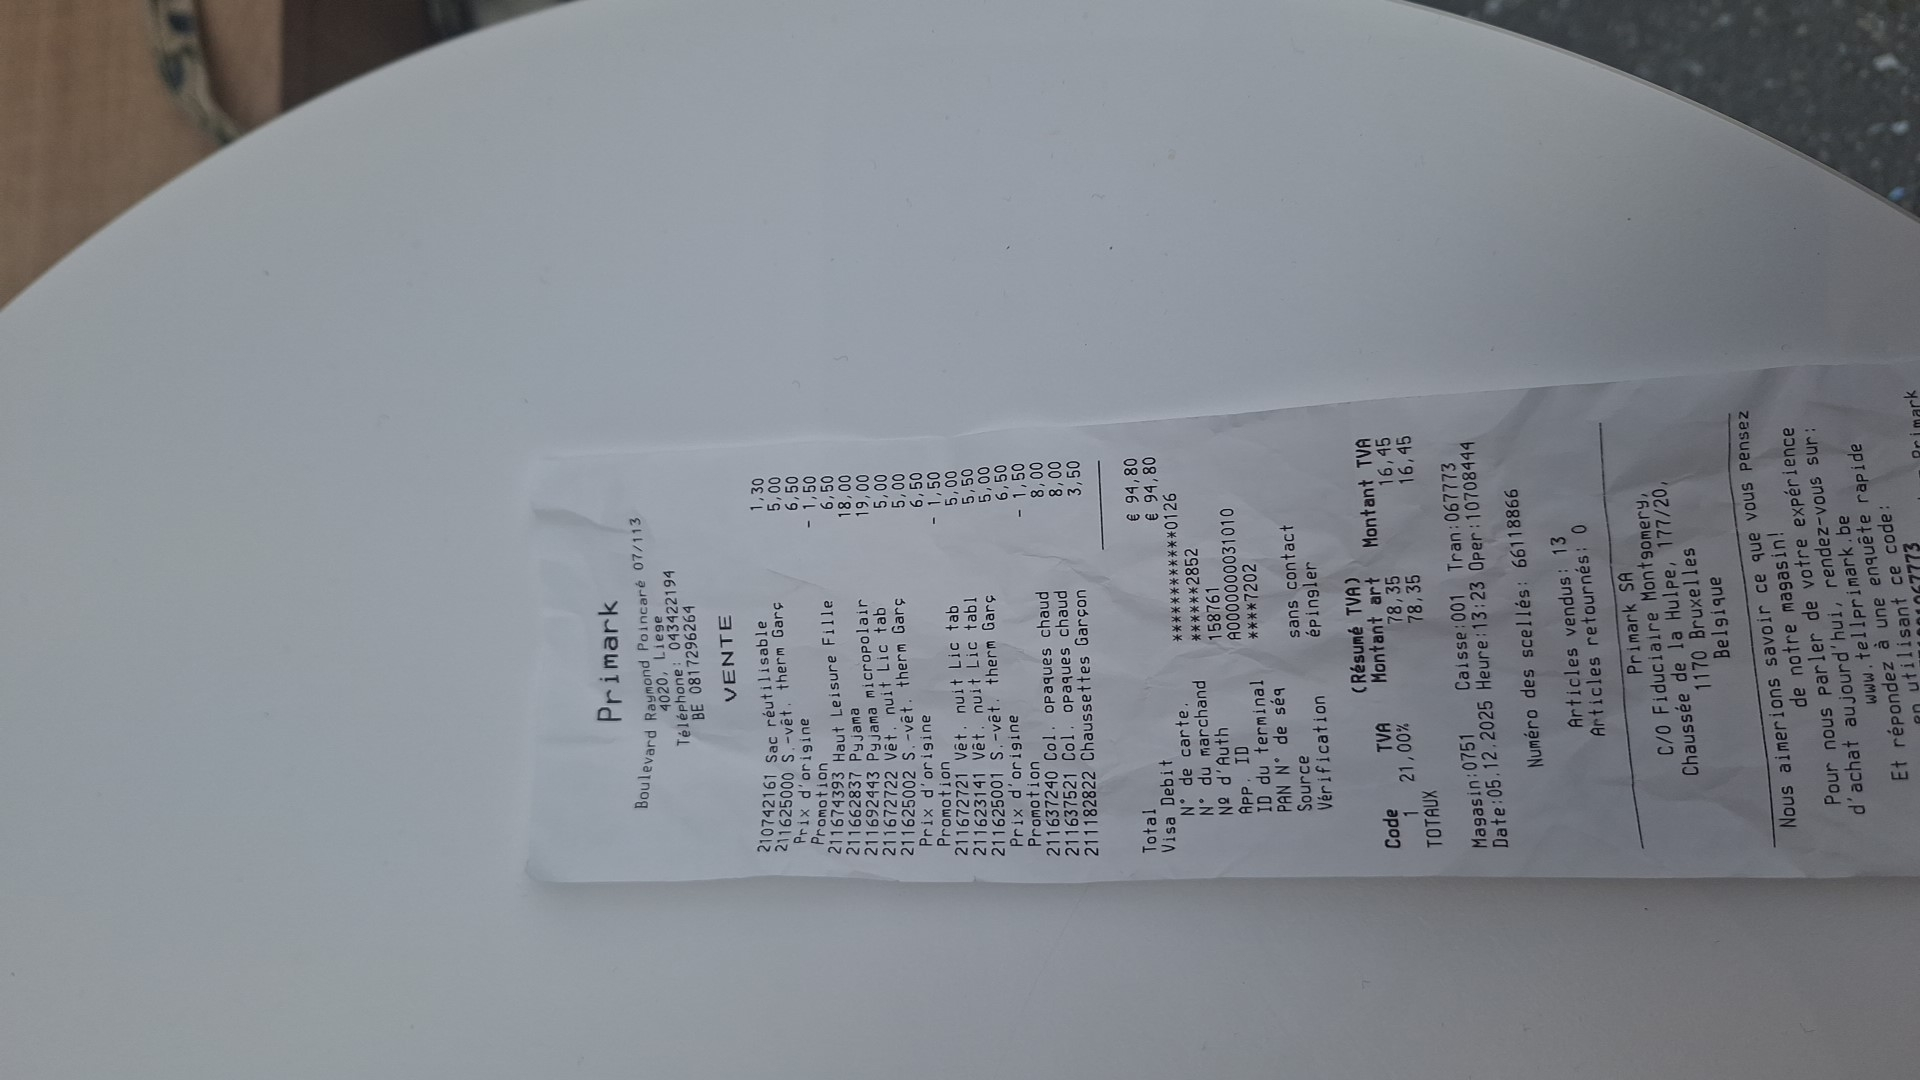 Primark
Boulevard Raymond Poincaré 07/113
4020, Liege
Téléphone: 043422194
BE 0817296264
VENTE
210742161 Sac réutilisable 1,30
211625000 S.-vêt. therm Garç 5,00
Prix d'origine 6,50
Promotion - 1,50
211674393 Haut Leisure Fille 6,50
211662837 Pyjama 18,00
211692443 Pyjama micropolair 19,00
211672722 Vêt. nuit Lic tab 5,00
211625002 S.-vêt. therm Garç 5,00
Prix d'origine 6,50
Promotion - 1,50
211672721 Vêt. nuit Lic tab 5,00
211623141 Vêt. nuit Lic tabl 5,50
211625001 S.-vêt. therm Garç 5,00
Prix d'origine 6,50
Promotion - 1,50
211637240 Col. opaques chaud 8,00
211637521 Col. opaques chaud 8,00
211182822 Chaussettes Garçon 3,50
Total € 94,80
Visa Debit € 94,80
N° de carte. ************0126
N° du marchand ******2852
Nº d'Auth 158761
App. ID A0000000031010
ID du terminal ****7202
PAN N° de séq
Source sans contact
Vérification épingler
(Résumé TVA)
Code TVA Montant art Montant TVA
1 21,00% 78,35 16,45
TOTAUX 78,35 16,45
Magasin:0751 Caisse:001 Tran:067773
Date:05.12.2025 Heure:13:23 Oper:10708444
Numéro des scellés: 66118866
Articles vendus: 13
Articles retournés: 0
Primark SA
C/O Fiduciaire Montgomery,
Chaussée de la Hulpe, 177/20,
1170 Bruxelles
Belgique
Nous aimerions savoir ce que vous pensez
de notre magasin!
Pour nous parler de votre expérience
d'achat aujourd'hui, rendez-vous sur:
www.tellprimark.be
Et répondez à une enquête rapide
en utilisant ce code: